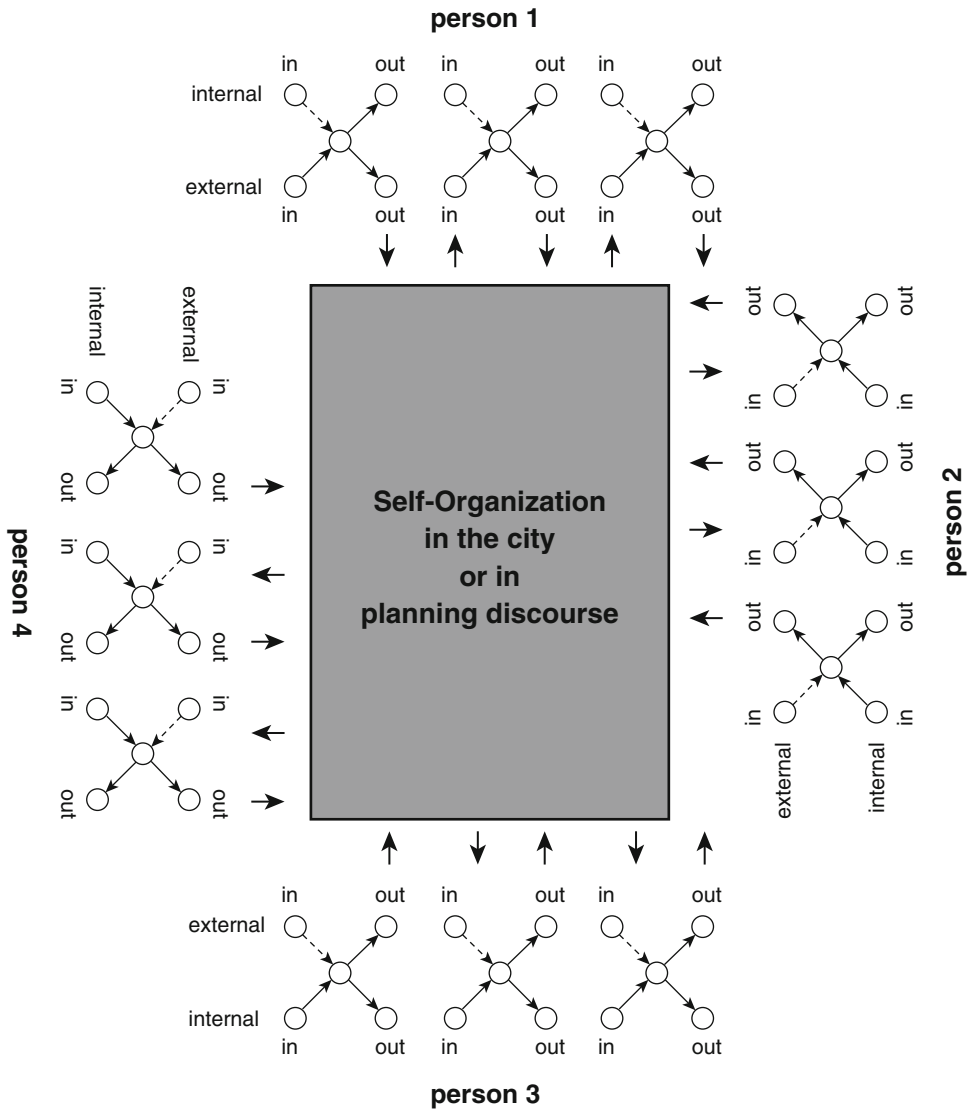 person 1
in out in out in out
internal
external
in out in out in out
internal
external
in
in
out
out
in
in
out
out
in
in
out
out
person 4
Self-Organization
in the city
or in
planning discourse
out
out
in
in
out
out
in
in
out
out
in
in
external
internal
person 2
in out in out in out
external
internal
in out in out in out
person 3